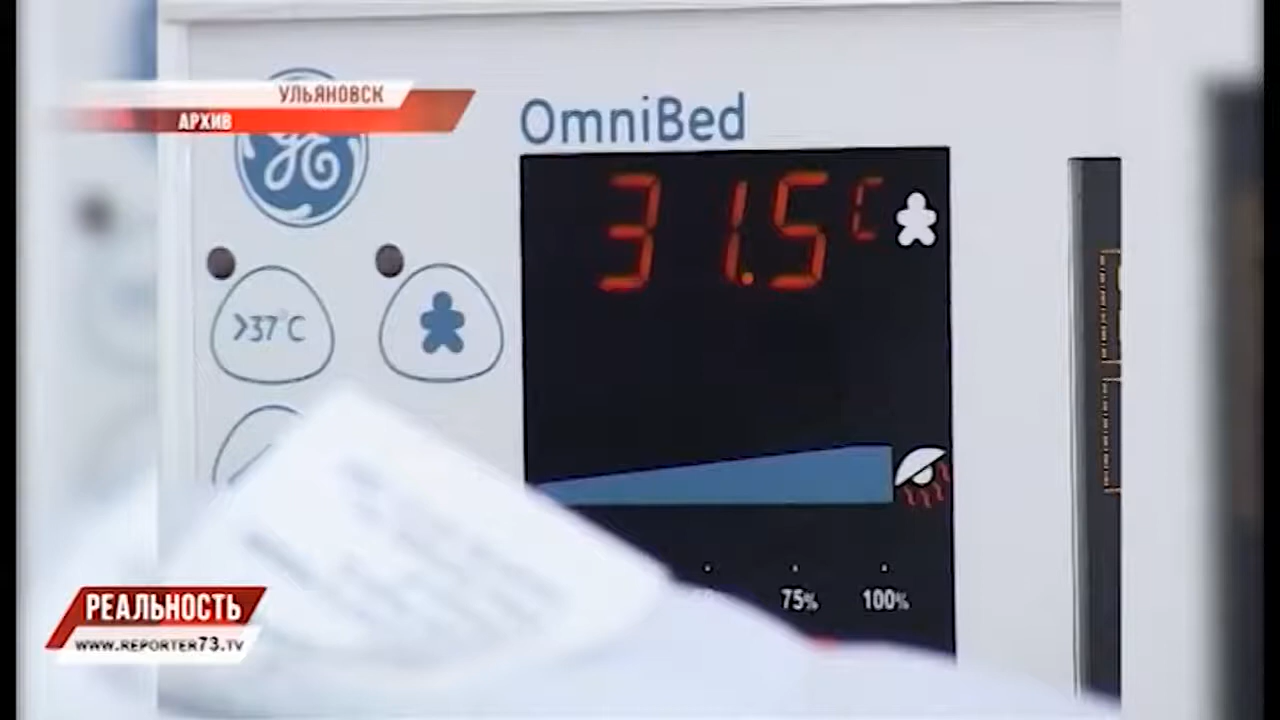 УЛЬЯНОВСК
АРХИВ
OmniBed
31.5 C
>37°C
75% 100%
РЕАЛЬНОСТЬ
WWW.REPORTER73.TV